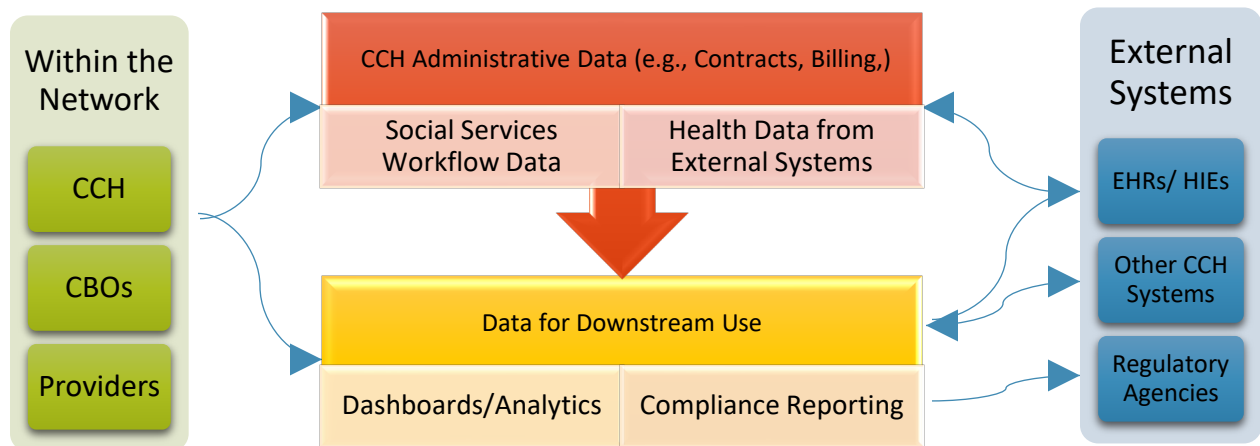 Within the
Network
CCH
CBOs
Providers
CCH Administrative Data (e.g., Contracts, Billing,)
Social Services
Workflow Data
Health Data from
External Systems
Data for Downstream Use
Dashboards/Analytics
Compliance Reporting
External
Systems
EHRs/ HIEs
Other CCH
Systems
Regulatory
Agencies